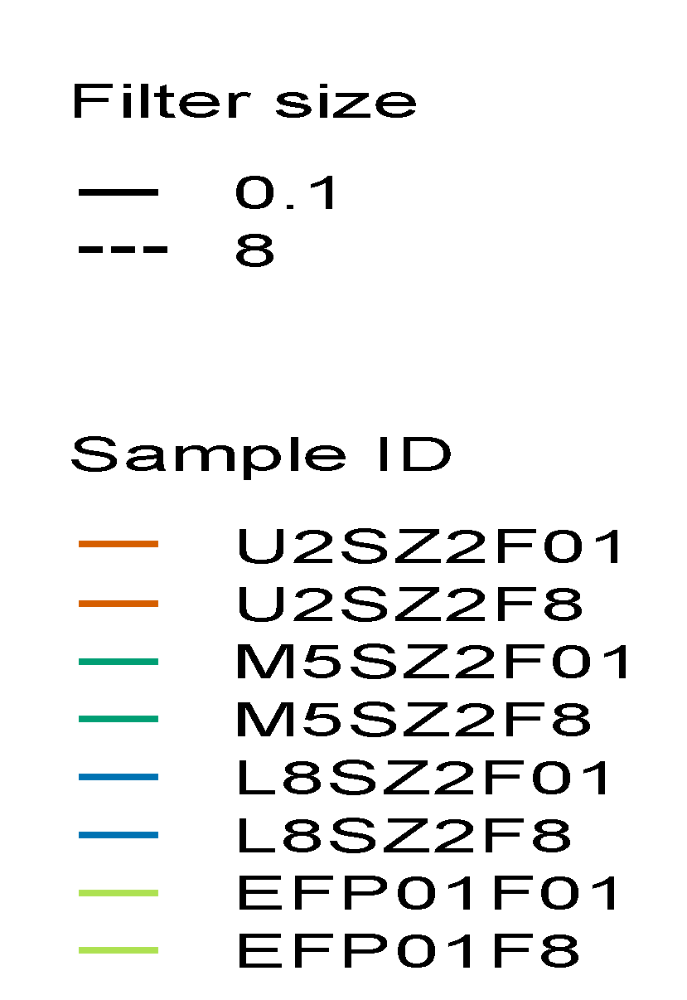 Filter size
0.1
8
Sample ID
U2SZ2F01
U2SZ2F8
M5SZ2F01
M5SZ2F8
L8SZ2F01
L8SZ2F8
EFP01F01
EFP01F8